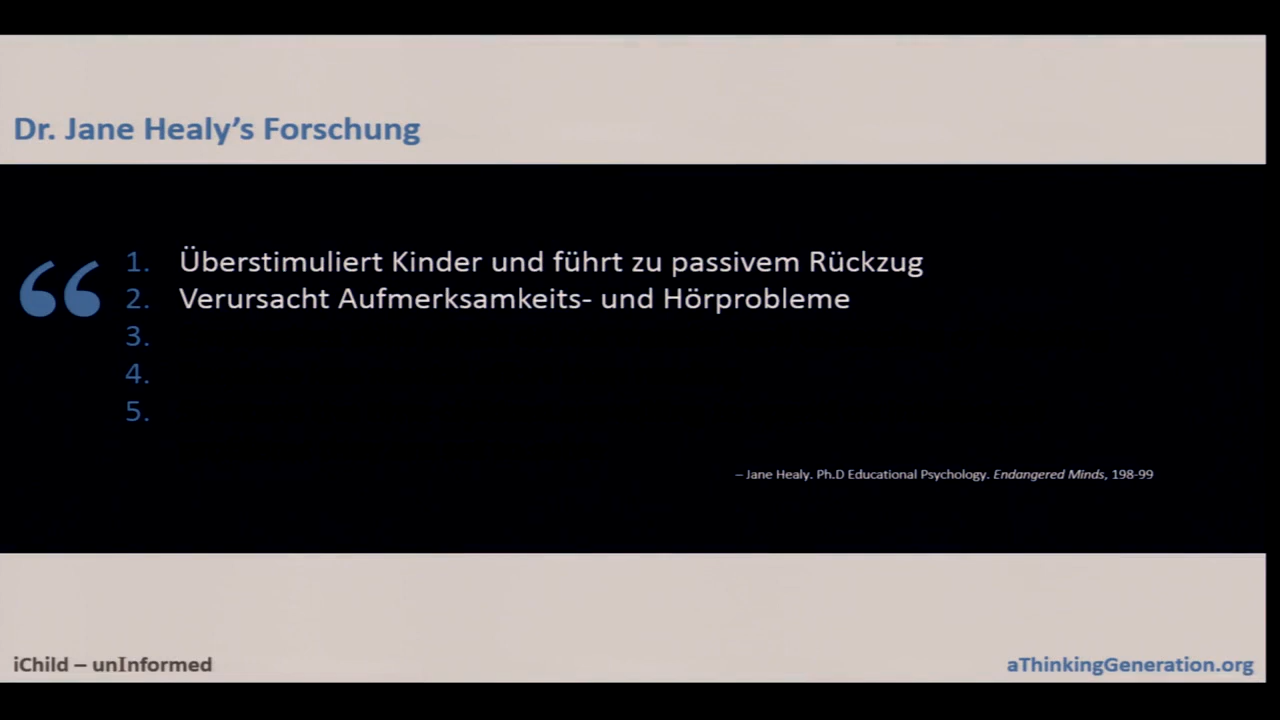 Dr. Jane Healy’s Forschung
“
1. Überstimuliert Kinder und führt zu passivem Rückzug
2. Verursacht Aufmerksamkeits- und Hörprobleme
3.
4.
5.
– Jane Healy. Ph.D Educational Psychology. Endangered Minds, 198-99
iChild – unInformed
aThinkingGeneration.org